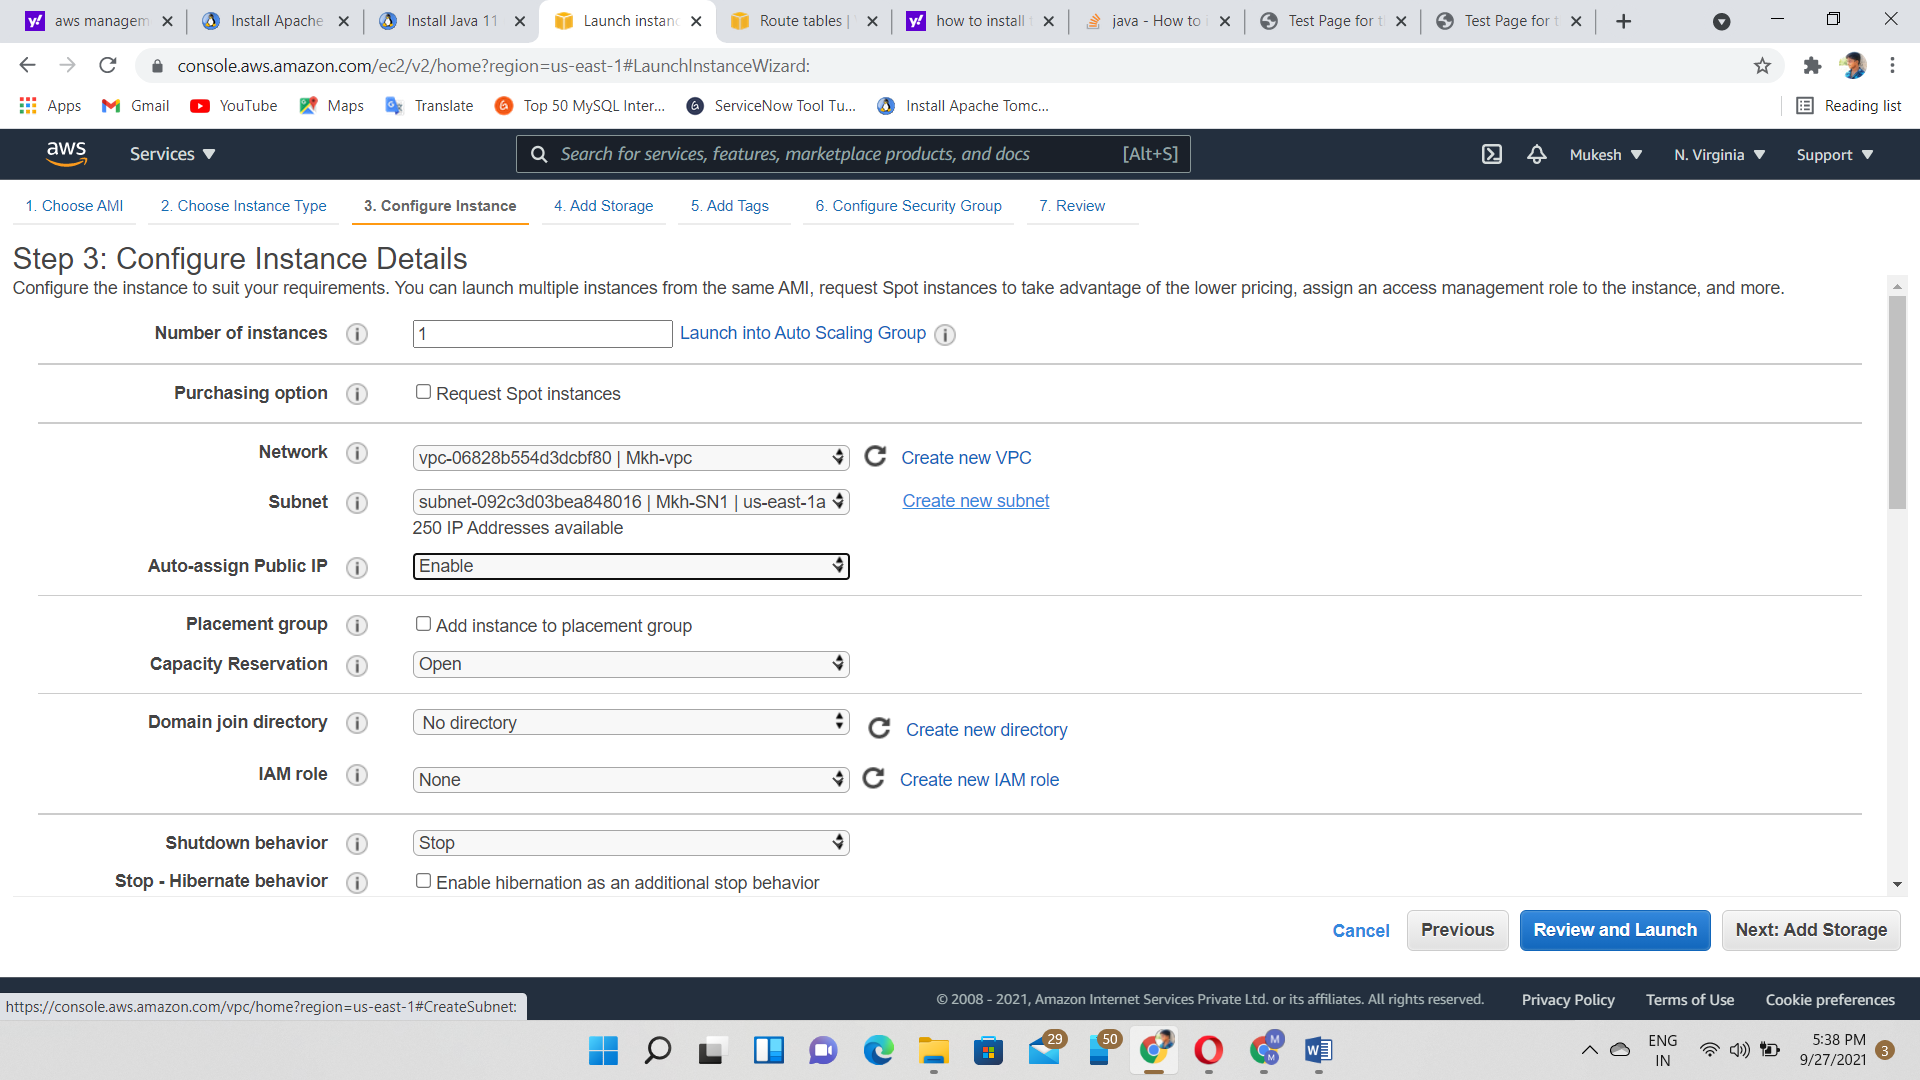 aws managem
Install Apache
Install Java 11
Launch instanc
Route tables |
how to install
java - How to i
Test Page for t
Test Page for t
console.aws.amazon.com/ec2/v2/home?region=us-east-1#LaunchInstanceWizard:
Apps
Gmail
YouTube
Maps
Translate
Top 50 MySQL Inter...
ServiceNow Tool Tu...
Install Apache Tomc...
Reading list
aws
Services
Search for services, features, marketplace products, and docs
[Alt+S]
Mukesh
N. Virginia
Support
1. Choose AMI
2. Choose Instance Type
3. Configure Instance
4. Add Storage
5. Add Tags
6. Configure Security Group
7. Review
Step 3: Configure Instance Details
Configure the instance to suit your requirements. You can launch multiple instances from the same AMI, request Spot instances to take advantage of the lower pricing, assign an access management role to the instance, and more.
Number of instances
1
Launch into Auto Scaling Group
Purchasing option
Request Spot instances
Network
vpc-06828b554d3dcbf80 | Mkh-vpc
Create new VPC
Subnet
subnet-092c3d03bea848016 | Mkh-SN1 | us-east-1a
Create new subnet
250 IP Addresses available
Auto-assign Public IP
Enable
Placement group
Add instance to placement group
Capacity Reservation
Open
Domain join directory
No directory
Create new directory
IAM role
None
Create new IAM role
Shutdown behavior
Stop
Stop - Hibernate behavior
Enable hibernation as an additional stop behavior
Cancel
Previous
Review and Launch
Next: Add Storage
https://console.aws.amazon.com/vpc/home?region=us-east-1#CreateSubnet:
© 2008 - 2021, Amazon Internet Services Private Ltd. or its affiliates. All rights reserved.
Privacy Policy
Terms of Use
Cookie preferences
29
50
M
M
ENG
IN
5:38 PM
9/27/2021
3